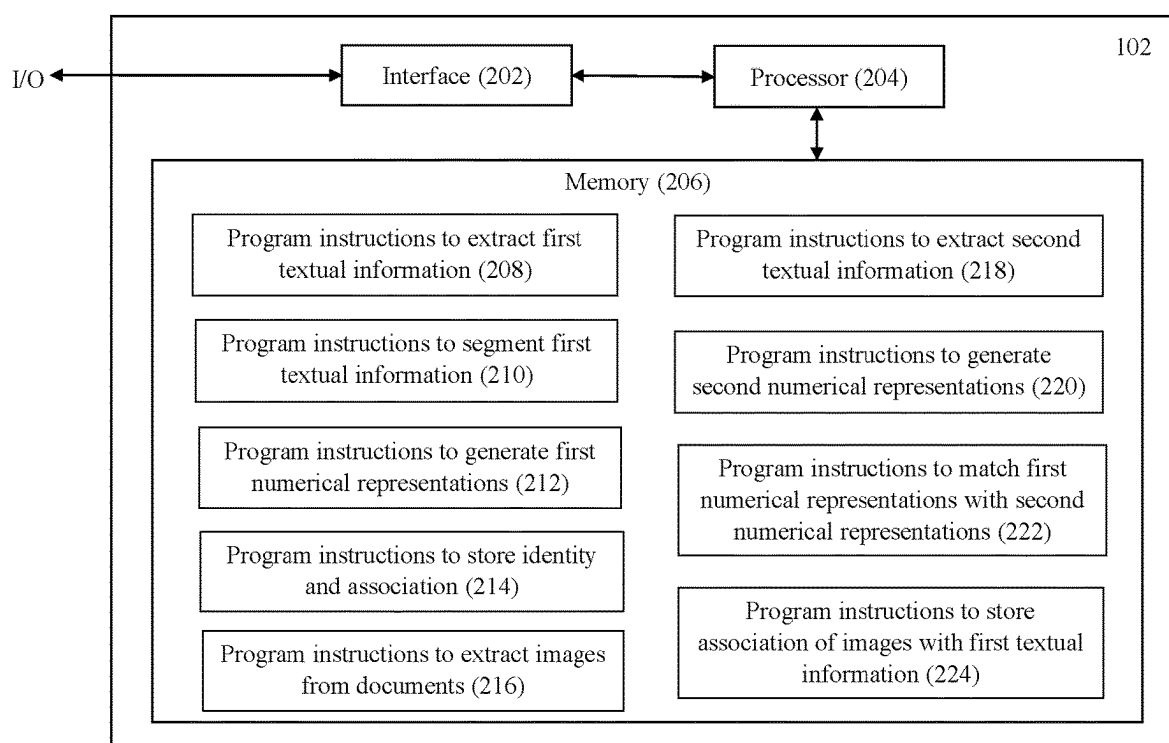 102
I/O
Interface (202)
Processor (204)
Memory (206)
Program instructions to extract first
textual information (208)
Program instructions to segment first
textual information (210)
Program instructions to generate first
numerical representations (212)
Program instructions to store identity
and association (214)
Program instructions to extract images
from documents (216)
Program instructions to extract second
textual information (218)
Program instructions to generate
second numerical representations (220)
Program instructions to match first
numerical representations with second
numerical representations (222)
Program instructions to store
association of images with first textual
information (224)